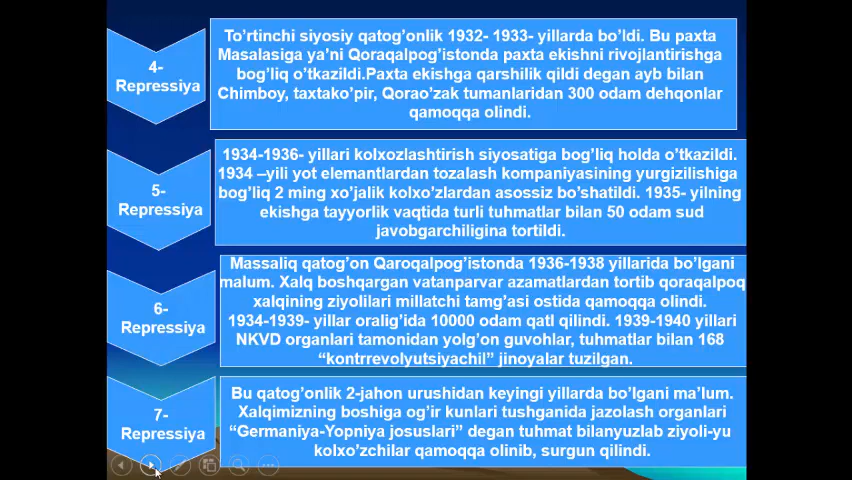 4-
Repressiya
To’rtinchi siyosiy qatog’onlik 1932- 1933- yillarda bo’ldi. Bu paxta
Masalasiga ya’ni Qoraqalpog’istonda paxta ekishni rivojlantirishga
bog’liq o’tkazildi.Paxta ekishga qarshilik qildi degan ayb bilan
Chimboy, taxtako’pir, Qorao’zak tumanlaridan 300 odam dehqonlar
qamoqqa olindi.
5-
Repressiya
1934-1936- yillari kolxozlashtirish siyosatiga bog’liq holda o’tkazildi.
1934 –yili yot elemantlardan tozalash kompaniyasining yurgizilishiga
bog’liq 2 ming xo’jalik kolxo’zlardan asossiz bo’shatildi. 1935- yilning
ekishga tayyorlik vaqtida turli tuhmatlar bilan 50 odam sud
javobgarchiligina tortildi.
6-
Repressiya
Massaliq qatog’on Qaroqalpog’istonda 1936-1938 yillarida bo’lgani
malum. Xalq boshqargan vatanparvar azamatlardan tortib qoraqalpoq
xalqining ziyolilari millatchi tamg’asi ostida qamoqqa olindi.
1934-1939- yillar oralig’ida 10000 odam qatl qilindi. 1939-1940 yillari
NKVD organlari tamonidan yolg’on guvohlar, tuhmatlar bilan 168
“kontrrevolyutsiyachil” jinoyalar tuzilgan.
7-
Repressiya
Bu qatog’onlik 2-jahon urushidan keyingi yillarda bo’lgani ma’lum.
Xalqimizning boshiga og’ir kunlari tushganida jazolash organlari
“Germaniya-Yopniya josuslari” degan tuhmat bilanyuzlab ziyoli-yu
kolxo’zchilar qamoqqa olinib, surgun qilindi.